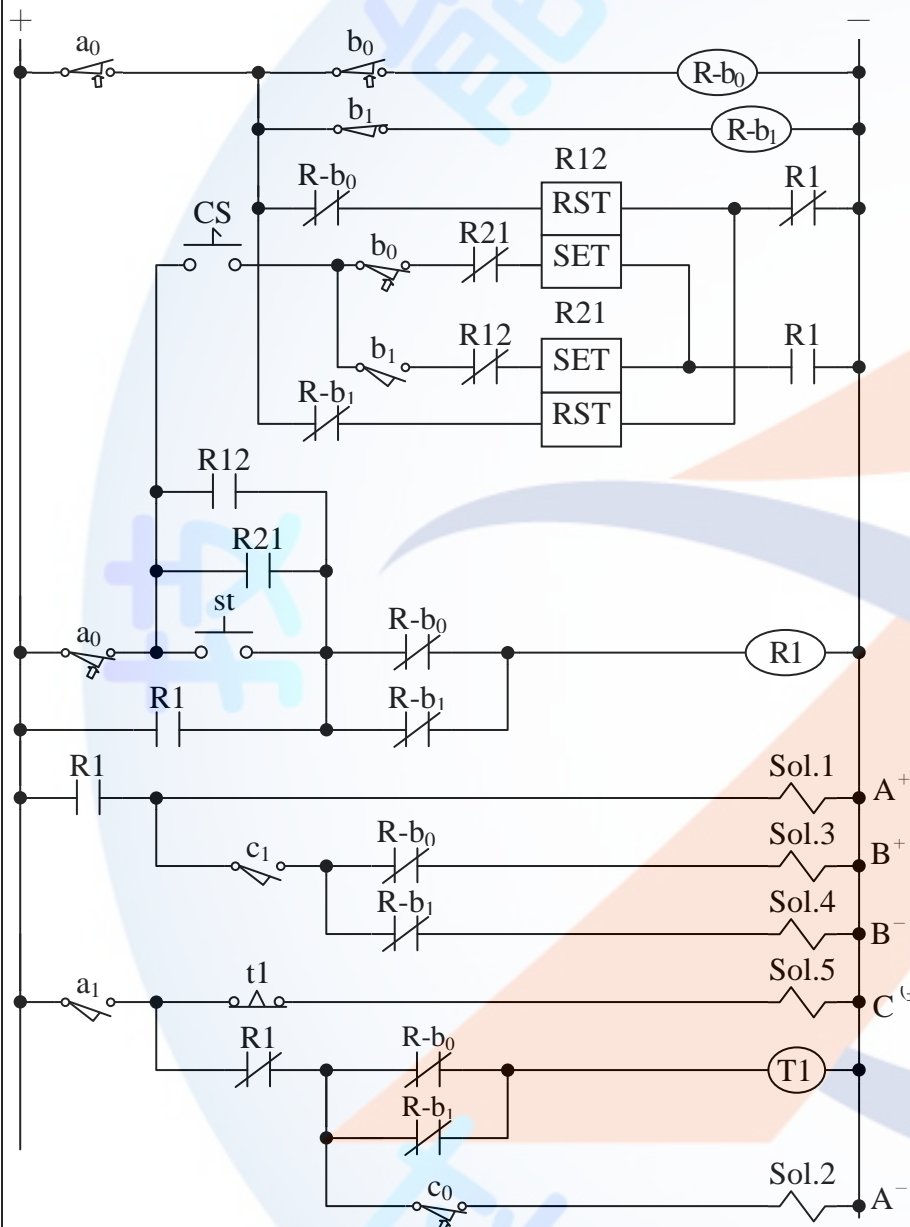 + −
a₀ b₀ R-b₀
b₁ R-b₁
R12
R-b₀ RST R1
CS
b₀ R21 SET
R21
b₁ R12 SET R1
R-b₁ RST
R12
R21
st
a₀ R-b₀ R1
R1 R-b₁
R1 Sol.1 A⁺
c₁ R-b₀ Sol.3 B⁺
R-b₁ Sol.4 B⁻
a₁ t1 Sol.5 C
R1 R-b₀ T1
R-b₁
c₀ Sol.2 A⁻